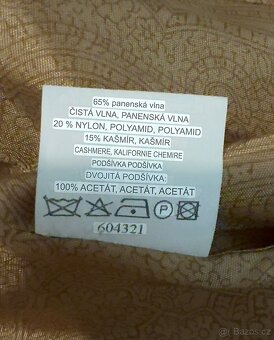 65% panenská vlna
ČISTÁ VLNA, PANENSKÁ VLNA
20 % NYLON, POLYAMID, POLYAMID
15% KAŠMÍR, KAŠMÍR
CASHMERE, KALIFORNIE CHEMIRE
PODŠÍVKA PODŠÍVKA
DVOJITÁ PODŠÍVKA:
100% ACETÁT, ACETÁT, ACETÁT
P
604321
Bazoš.cz